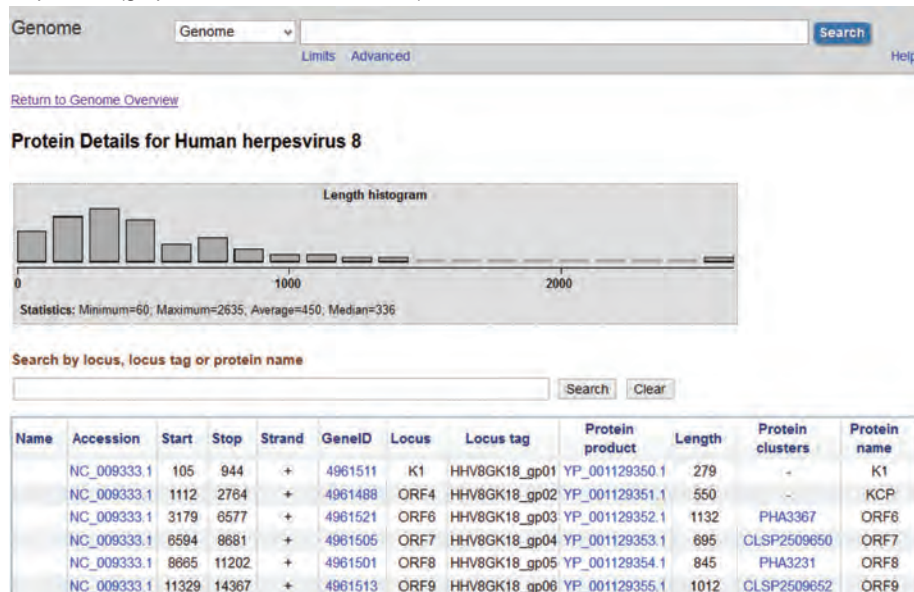 Genome Genome Search
Limits Advanced Help
Return to Genome Overview
Protein Details for Human herpesvirus 8
Length histogram
0 1000 2000
Statistics: Minimum=60; Maximum=2635; Average=450; Median=336
Search by locus, locus tag or protein name
Search Clear
Name Accession Start Stop Strand GeneID Locus Locus tag Protein product Length Protein clusters Protein name
NC_009333.1 105 944 + 4961511 K1 HHV8GK18_gp01 YP_001129350.1 279 - K1
NC_009333.1 1112 2764 + 4961488 ORF4 HHV8GK18_gp02 YP_001129351.1 550 - KCP
NC_009333.1 3179 6577 + 4961521 ORF6 HHV8GK18_gp03 YP_001129352.1 1132 PHA3367 ORF6
NC_009333.1 6594 8681 + 4961505 ORF7 HHV8GK18_gp04 YP_001129353.1 695 CLSP2509650 ORF7
NC_009333.1 8665 11202 + 4961501 ORF8 HHV8GK18_gp05 YP_001129354.1 845 PHA3231 ORF8
NC_009333.1 11329 14367 + 4961513 ORF9 HHV8GK18_gp06 YP_001129355.1 1012 CLSP2509652 ORF9